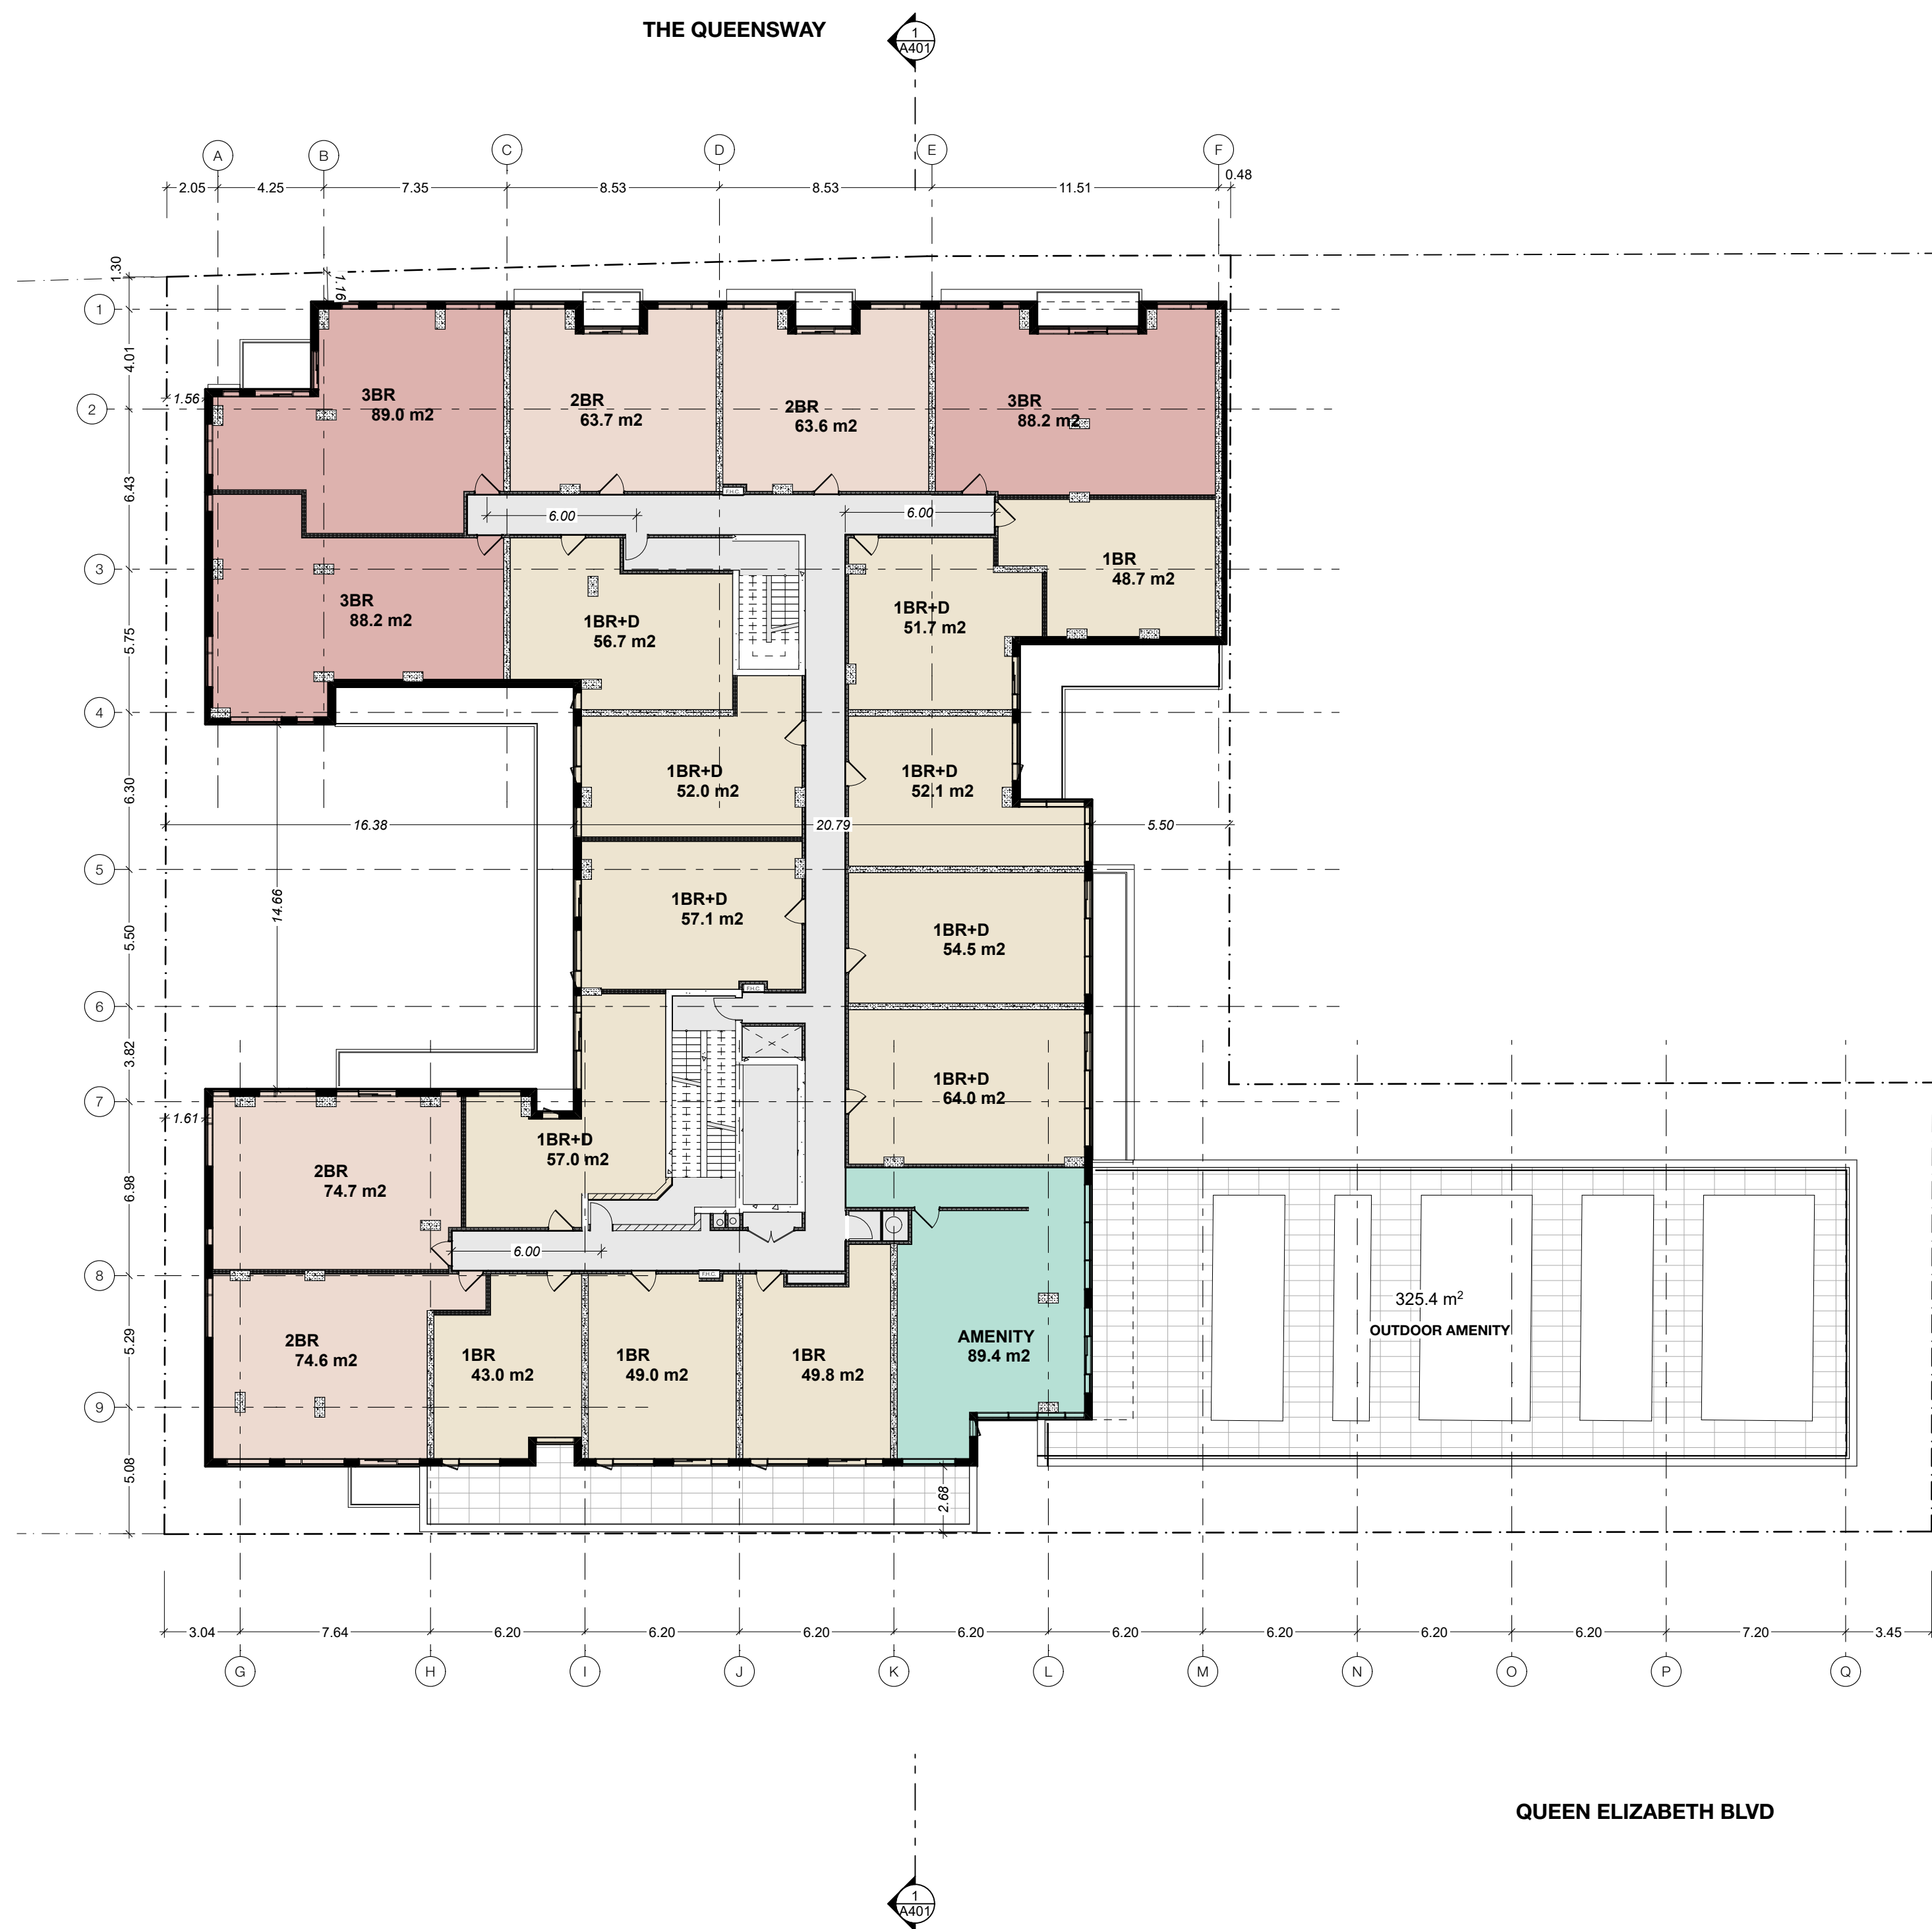 THE QUEENSWAY
1
A401
A
B
C
D
E
F
2.05
4.25
7.35
8.53
8.53
11.51
0.48
1.30
1.16
1
4.01
1.56
2
6.43
3
5.75
4
6.30
5
5.50
6
3.82
7
6.98
8
5.29
9
5.08
3BR
89.0 m2
2BR
63.7 m2
2BR
63.6 m2
3BR
88.2 m2
F.H.C.
6.00
6.00
1BR
48.7 m2
3BR
88.2 m2
1BR+D
56.7 m2
1BR+D
51.7 m2
1BR+D
52.0 m2
1BR+D
52.1 m2
16.38
20.79
5.50
14.66
1BR+D
57.1 m2
1BR+D
54.5 m2
F.H.C.
1BR+D
64.0 m2
1.61
2BR
74.7 m2
1BR+D
57.0 m2
6.00
F.H.C.
2BR
74.6 m2
1BR
43.0 m2
1BR
49.0 m2
1BR
49.8 m2
AMENITY
89.4 m2
325.4 m²
OUTDOOR AMENITY
2.68
3.04
7.64
6.20
6.20
6.20
6.20
6.20
6.20
6.20
6.20
7.20
3.45
G
H
I
J
K
L
M
N
O
P
Q
QUEEN ELIZABETH BLVD
1
A401